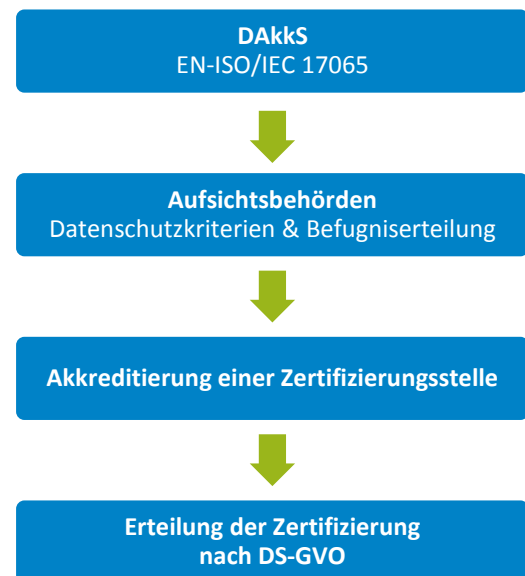 DAkkS
EN-ISO/IEC 17065
Aufsichtsbehörden
Datenschutzkriterien & Befugniserteilung
Akkreditierung einer Zertifizierungsstelle
Erteilung der Zertifizierung
nach DS-GVO